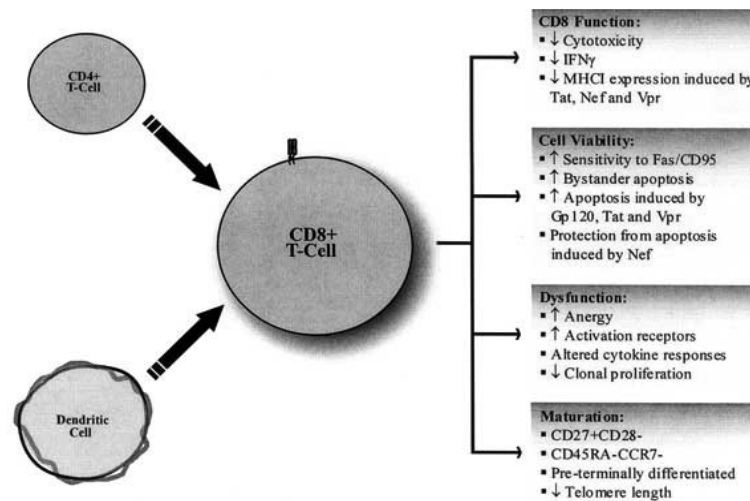 CD4+
T-Cell
CD8+
T-Cell
Dendritic
Cell
CD8 Function:
▪ ↓ Cytotoxicity
▪ ↓ IFNγ
▪ ↓ MHCI expression induced by
Tat, Nef and Vpr
Cell Viability:
▪ ↑ Sensitivity to Fas/CD95
▪ ↑ Bystander apoptosis
▪ ↑ Apoptosis induced by
Gp120, Tat and Vpr
▪ Protection from apoptosis
induced by Nef
Dysfunction:
▪ ↑ Anergy
▪ ↑ Activation receptors
▪ Altered cytokine responses
▪ ↓ Clonal proliferation
Maturation:
▪ CD27+CD28-
▪ CD45RA-CCR7-
▪ Pre-terminally differentiated
▪ ↓ Telomere length